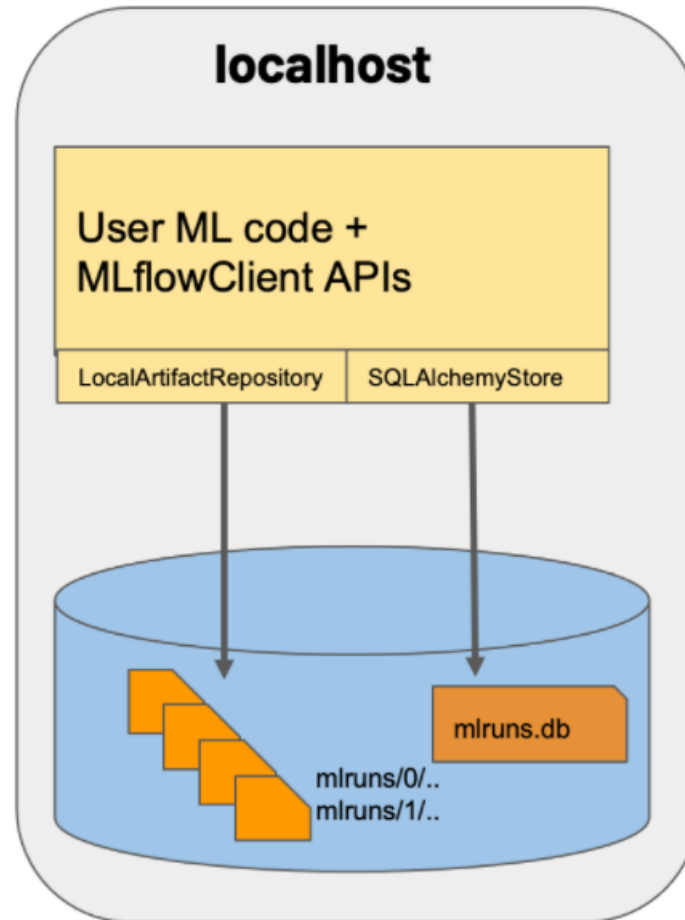 localhost
User ML code +
MLflowClient APIs
LocalArtifactRepository
SQLAlchemyStore
mlruns.db
mlruns/0/..
mlruns/1/..